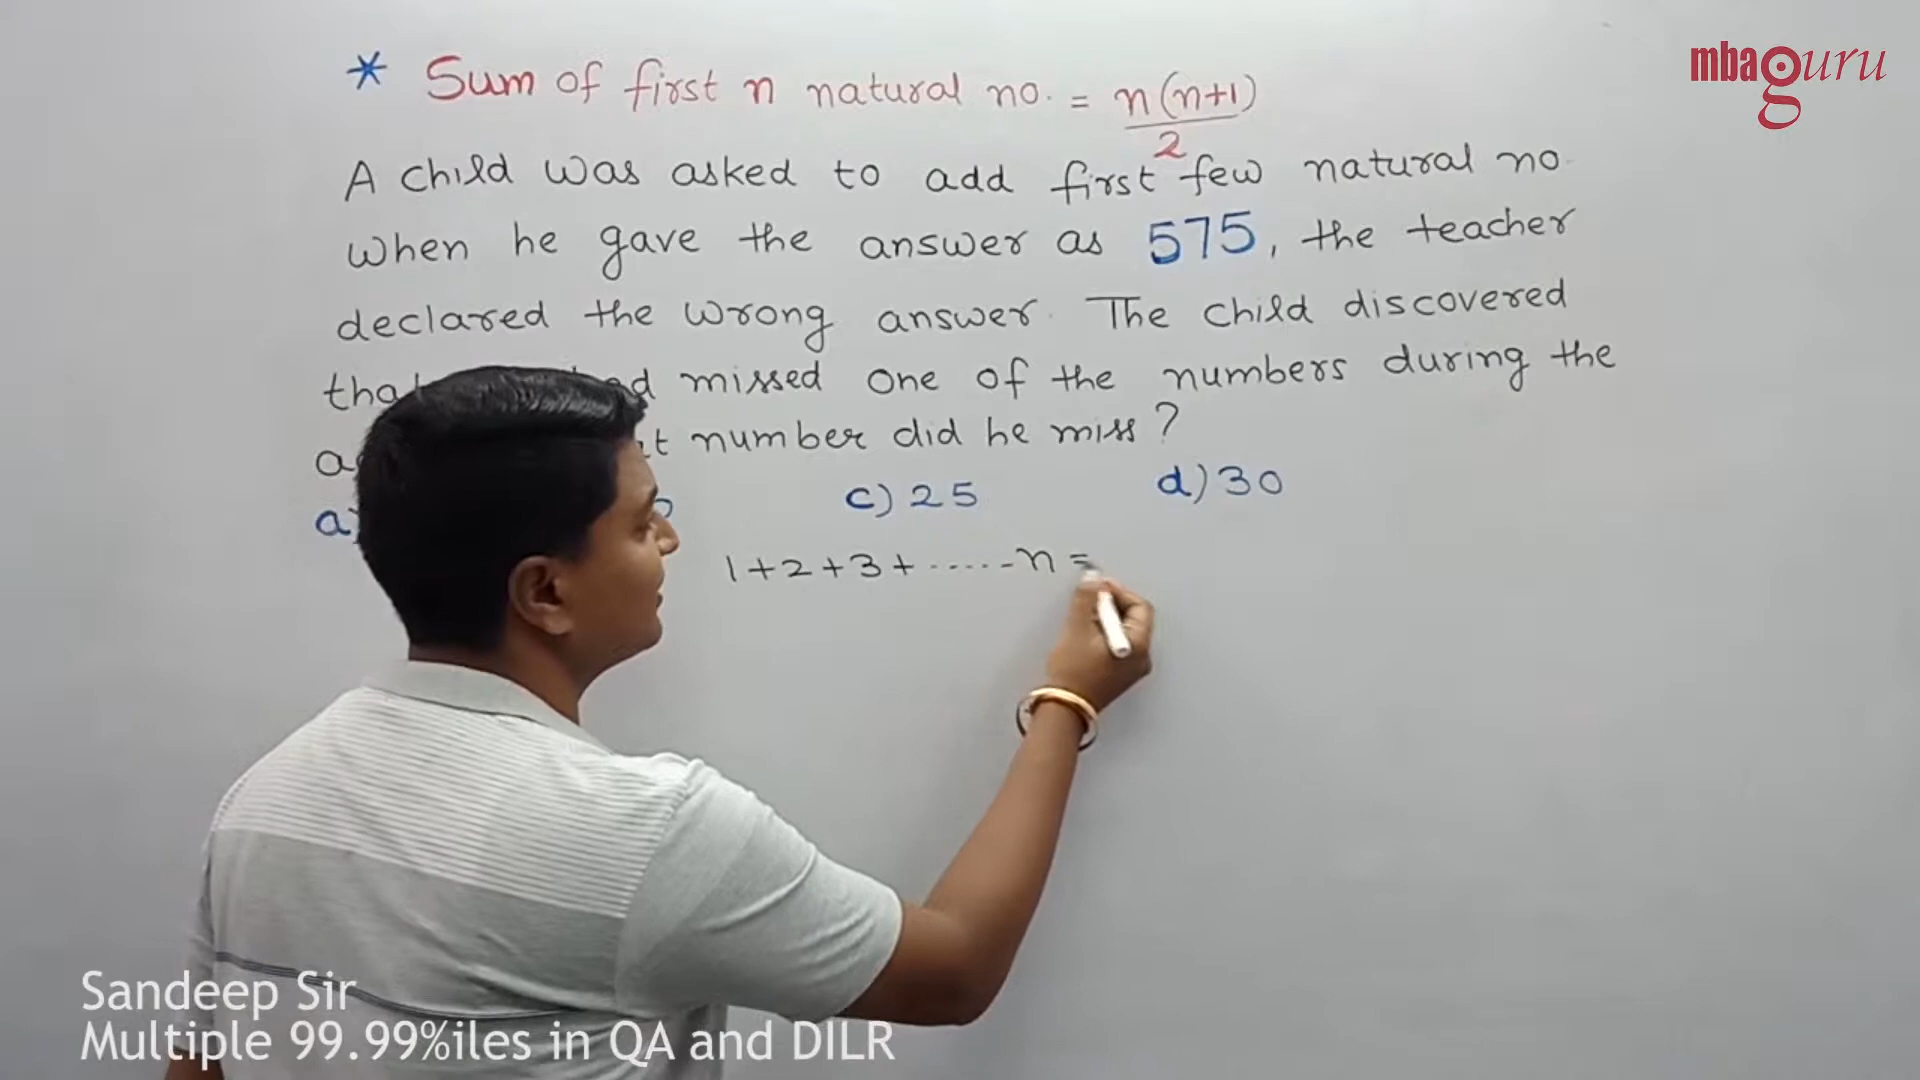 mbaguru
* Sum of first n natural no. = n(n+1)/2
A child was asked to add first few natural no.
When he gave the answer as 575, the teacher
declared the wrong answer. The child discovered
missed one of the numbers during the
number did he miss?
a) c) 25 d) 30
1+2+3+......n =
Sandeep Sir
Multiple 99.99%iles in QA and DILR